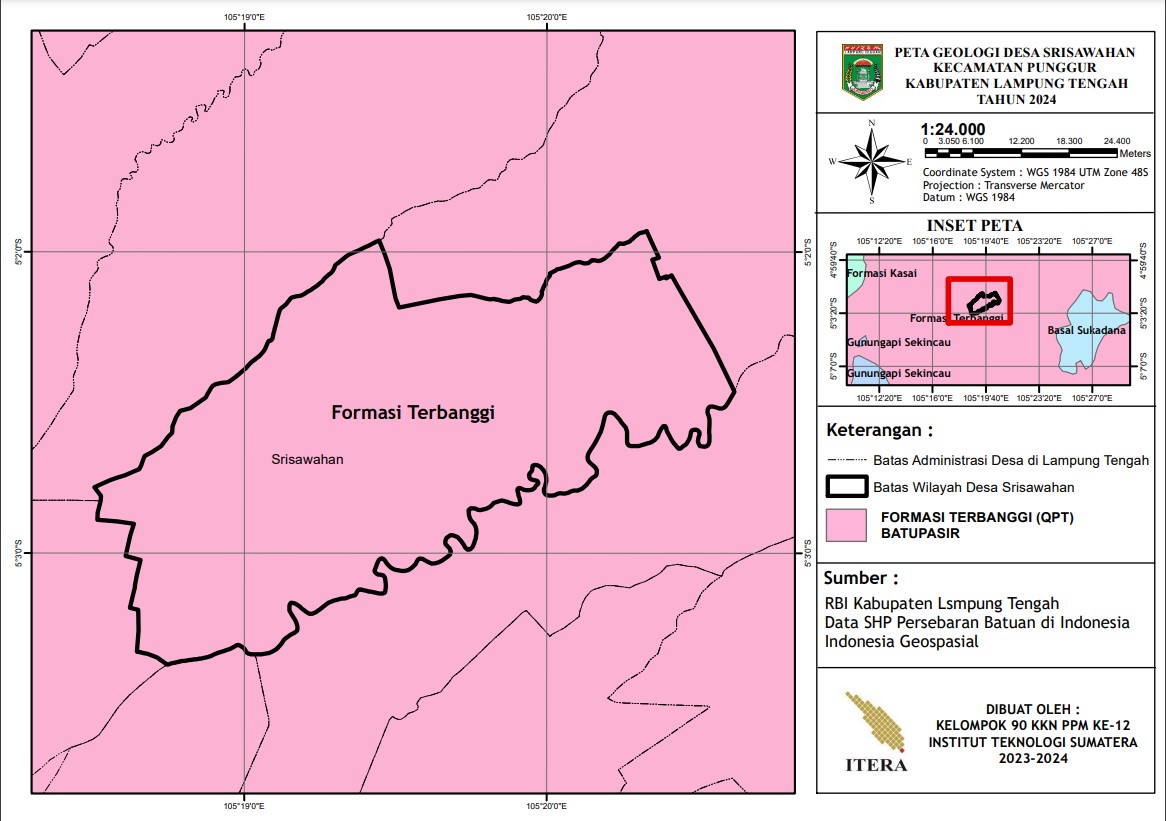 105°19'0"E
105°20'0"E
5°2'0"S
5°2'0"S
Formasi Terbanggi
Srisawahan
5°3'0"S
5°3'0"S
105°19'0"E
105°20'0"E
PETA GEOLOGI DESA SRISAWAHAN
KECAMATAN PUNGGUR
KABUPATEN LAMPUNG TENGAH
TAHUN 2024
N
W
E
S
1:24.000
0 3.050 6.100 12.200 18.300 24.400
Meters
Coordinate System : WGS 1984 UTM Zone 48S
Projection : Transverse Mercator
Datum : WGS 1984
INSET PETA
105°12'20"E 105°16'0"E 105°19'40"E 105°23'20"E 105°27'0"E
4°59'40"S
4°59'40"S
Formasi Kasai
5°3'20"S
5°3'20"S
Formasi Terbanggi
Basal Sukadana
Gunungapi Sekincau
5°7'0"S
5°7'0"S
Gunungapi Sekincau
105°12'20"E 105°16'0"E 105°19'40"E 105°23'20"E 105°27'0"E
Keterangan :
Batas Administrasi Desa di Lampung Tengah
Batas Wilayah Desa Srisawahan
FORMASI TERBANGGI (QPT)
BATUPASIR
Sumber :
RBI Kabupaten Lsmpung Tengah
Data SHP Persebaran Batuan di Indonesia
Indonesia Geospasial
ITERA
DIBUAT OLEH :
KELOMPOK 90 KKN PPM KE-12
INSTITUT TEKNOLOGI SUMATERA
2023-2024